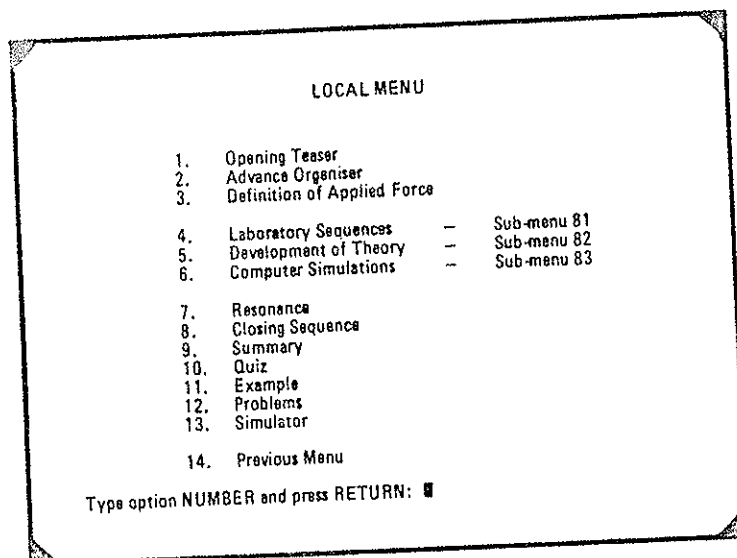 LOCAL MENU
1. Opening Teaser
2. Advance Organiser
3. Definition of Applied Force
4. Laboratory Sequences – Sub-menu 81
5. Development of Theory – Sub-menu 82
6. Computer Simulations – Sub-menu 83
7. Resonance
8. Closing Sequence
9. Summary
10. Quiz
11. Example
12. Problems
13. Simulator
14. Previous Menu
Type option NUMBER and press RETURN: